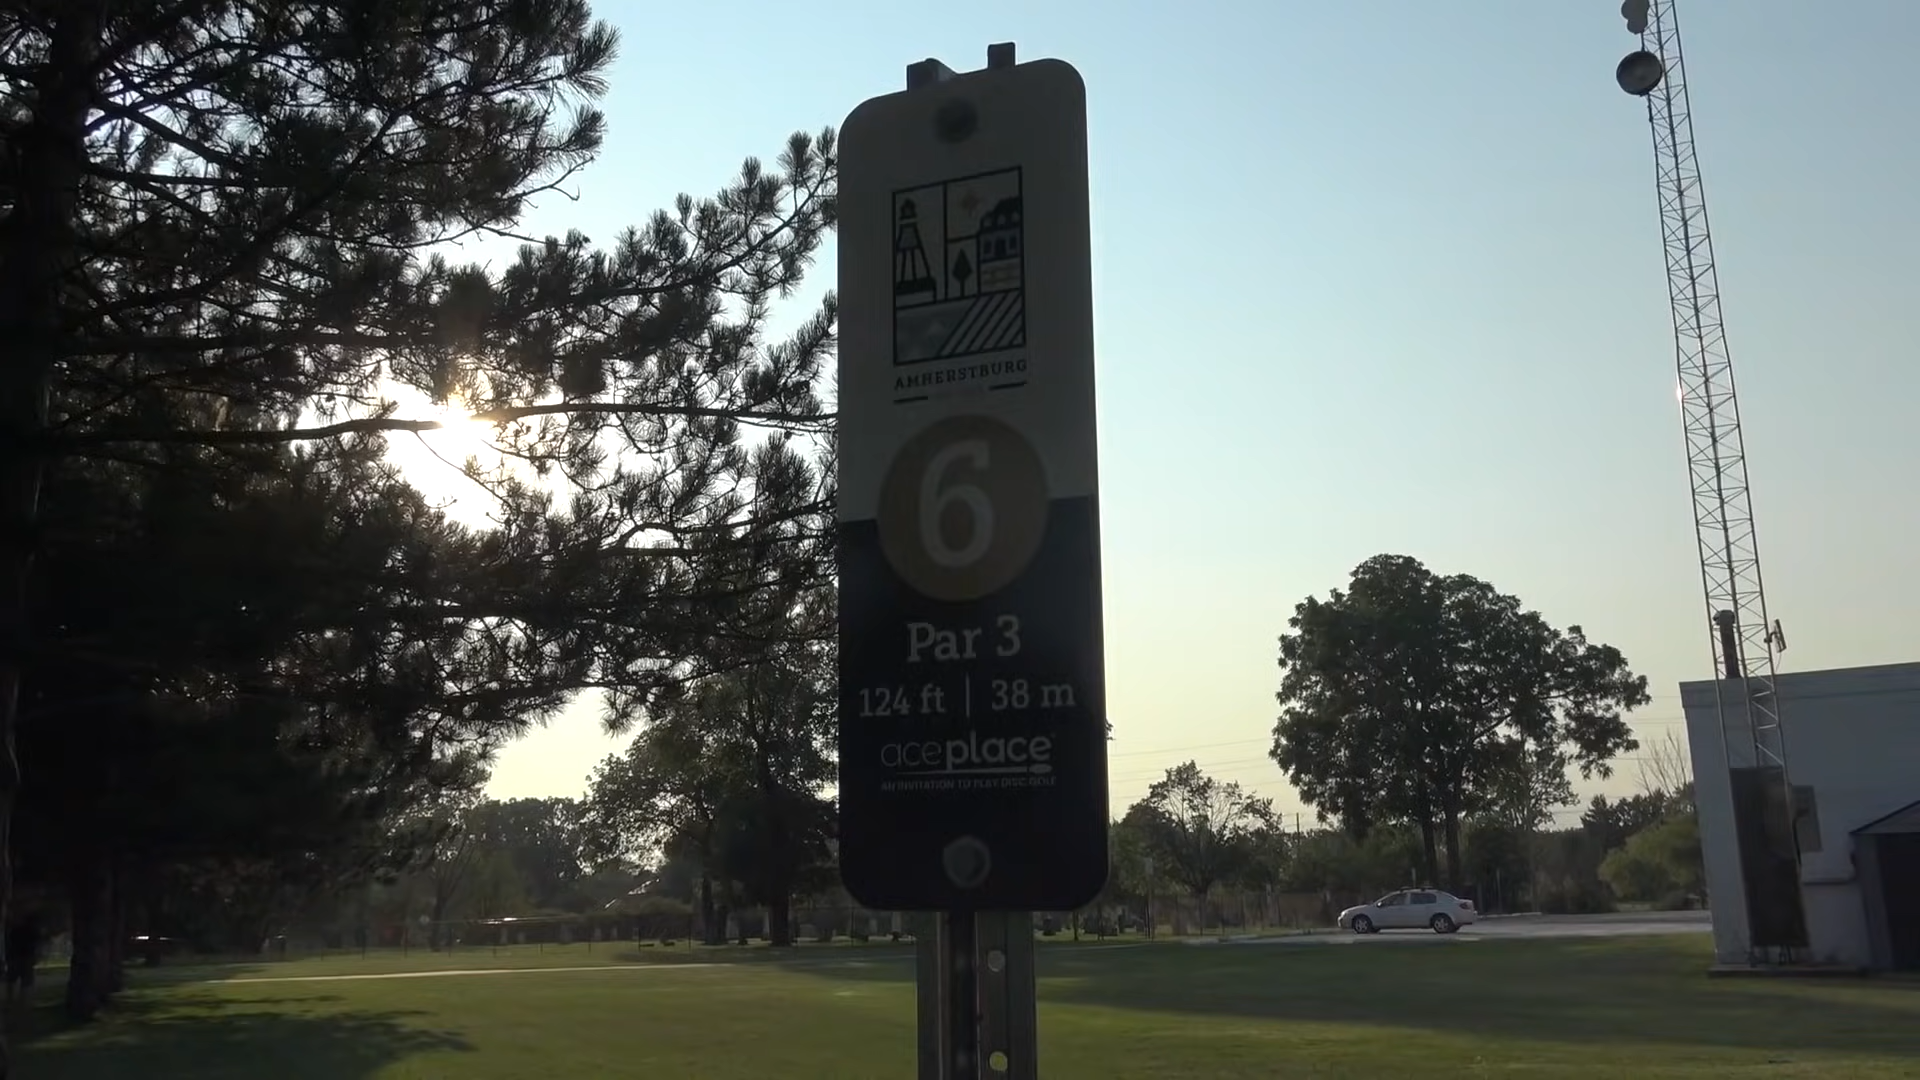 AMHERSTBURG
6
Par 3
124 ft | 38 m
aceplace
AN INVITATION TO PLAY DISC GOLF